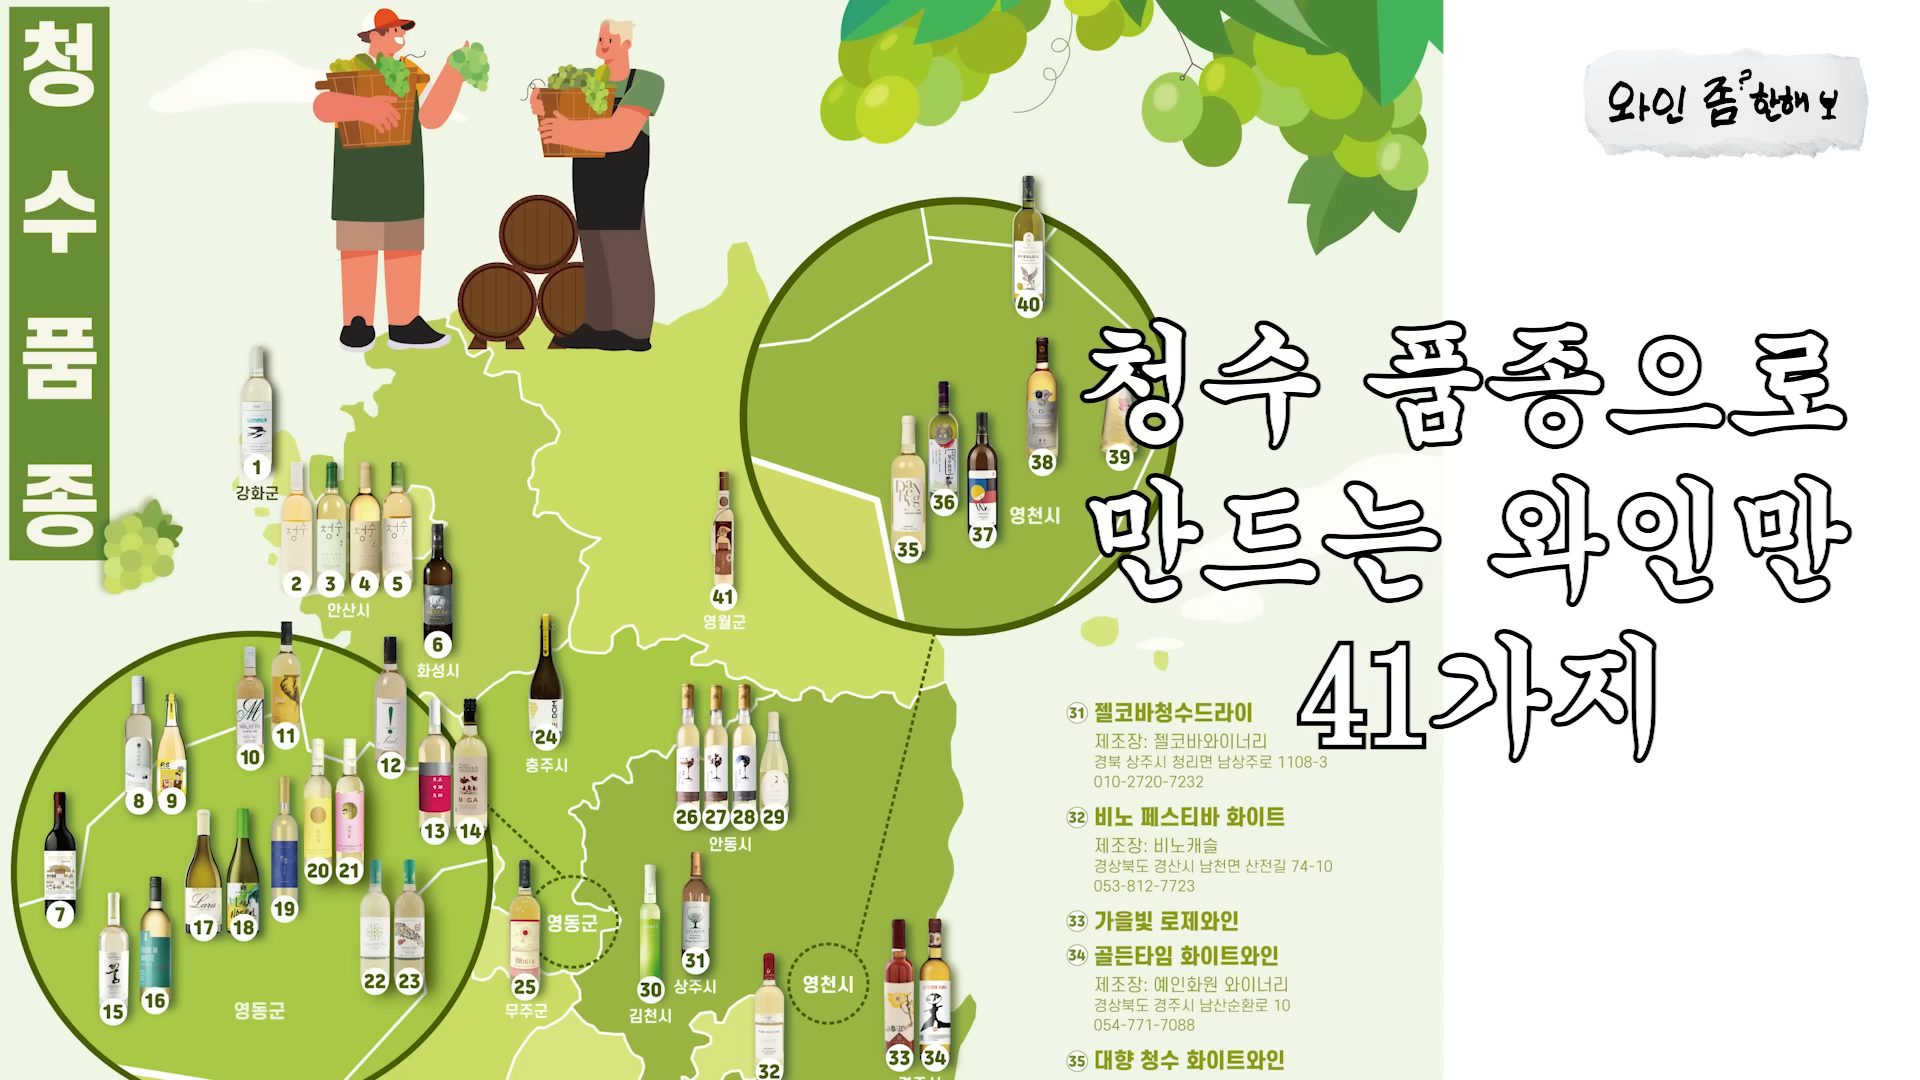 청수품종
와인 좀? 한해 보
청수 품종으로
만드는 와인만
41가지
40
38
39
36
37
35
영천시
1
강화군
청수
청수
청수
청수
2
3
4
5
안산시
6
화성시
41
영월군
7
8
9
10
11
12
13
14
BIGA
15
꿈
16
Lara
17
18
19
20
21
22
23
영동군
24
충주시
26
27
28
29
안동시
영동군
25
무주군
30
김천시
31
상주시
32
영천시
33
34
31 젤코바청수드라이
제조장: 젤코바와이너리
경북 상주시 청리면 남상주로 1108-3
010-2720-7232
32 비노 페스티바 화이트
제조장: 비노캐슬
경상북도 경산시 남천면 산전길 74-10
053-812-7723
33 가을빛 로제와인
34 골든타임 화이트와인
제조장: 예인화원 와이너리
경상북도 경주시 남산순환로 10
054-771-7088
35 대향 청수 화이트와인